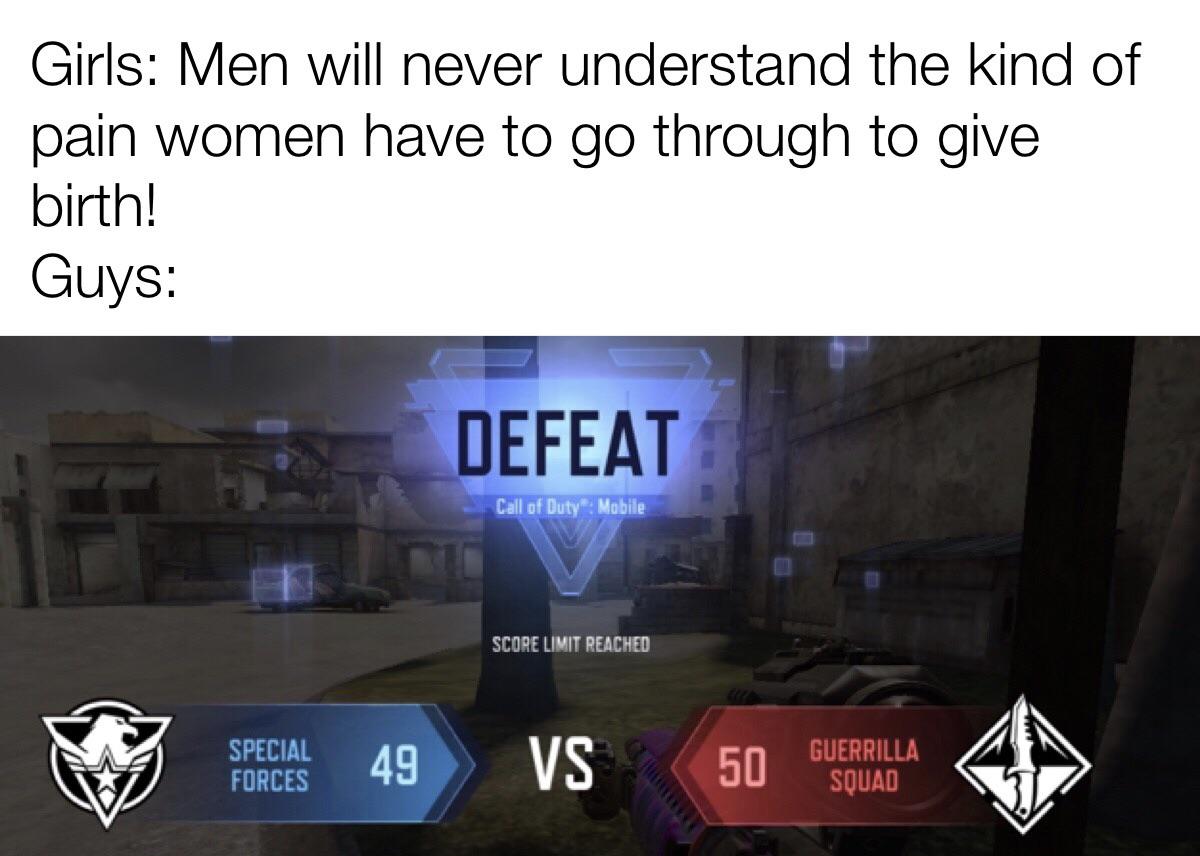 Girls: Men will never understand the kind of
pain women have to go through to give
birth!
Guys:
DEFEAT
Call of Duty®: Mobile
SCORE LIMIT REACHED
SPECIAL
FORCES
49
VS
50
GUERRILLA
SQUAD